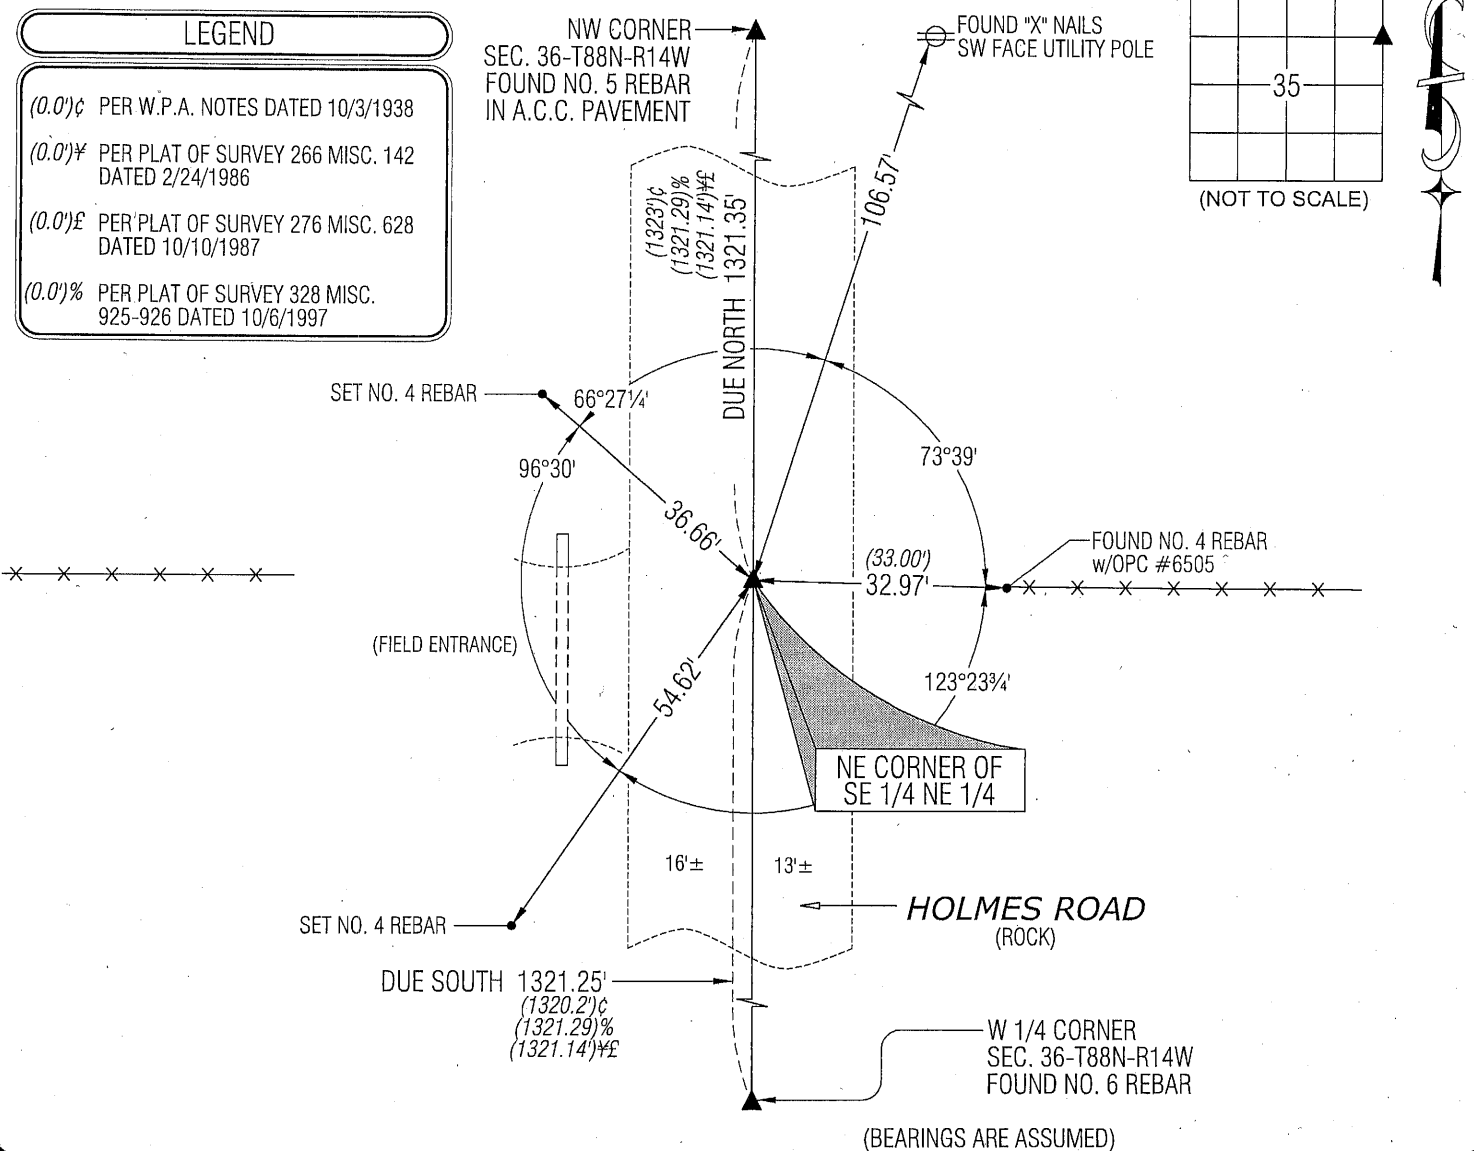 LEGEND
(0.0')¢ PER W.P.A. NOTES DATED 10/3/1938
(0.0')¥ PER PLAT OF SURVEY 266 MISC. 142
DATED 2/24/1986
(0.0')£ PER PLAT OF SURVEY 276 MISC. 628
DATED 10/10/1987
(0.0')% PER PLAT OF SURVEY 328 MISC.
925-926 DATED 10/6/1997
NW CORNER
SEC. 36-T88N-R14W
FOUND NO. 5 REBAR
IN A.C.C. PAVEMENT
FOUND "X" NAILS
SW FACE UTILITY POLE
35
(NOT TO SCALE)
(1323')¢
(1321.29)%
(1321.14')¥£
DUE NORTH 1321.35'
106.57'
SET NO. 4 REBAR
66°27¼'
96°30'
73°39'
36.66'
(33.00')
32.97'
FOUND NO. 4 REBAR
w/OPC #6505
(FIELD ENTRANCE)
54.62'
123°23¾'
NE CORNER OF
SE 1/4 NE 1/4
16'±
13'±
HOLMES ROAD
(ROCK)
SET NO. 4 REBAR
DUE SOUTH 1321.25'
(1320.2')¢
(1321.29)%
(1321.14')¥£
W 1/4 CORNER
SEC. 36-T88N-R14W
FOUND NO. 6 REBAR
(BEARINGS ARE ASSUMED)